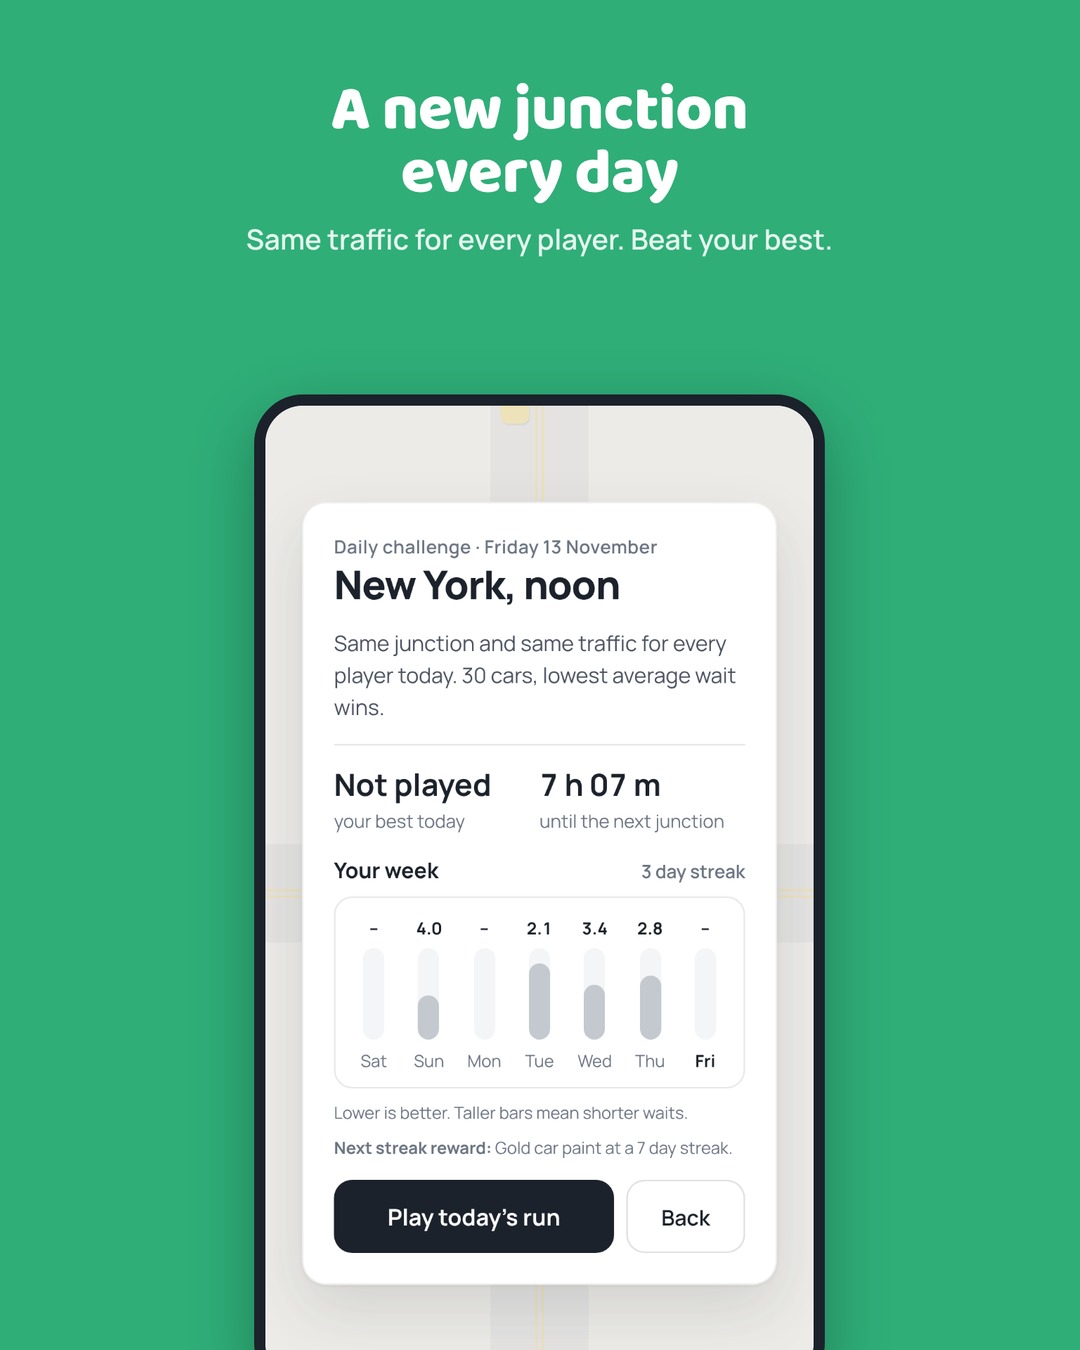 A new junction
every day
Same traffic for every player. Beat your best.
Daily challenge · Friday 13 November
New York, noon
Same junction and same traffic for every
player today. 30 cars, lowest average wait
wins.
Not played 7 h 07 m
your best today until the next junction
Your week 3 day streak
– 4.0 – 2.1 3.4 2.8 –
Sat Sun Mon Tue Wed Thu Fri
Lower is better. Taller bars mean shorter waits.
Next streak reward: Gold car paint at a 7 day streak.
Play today’s run Back